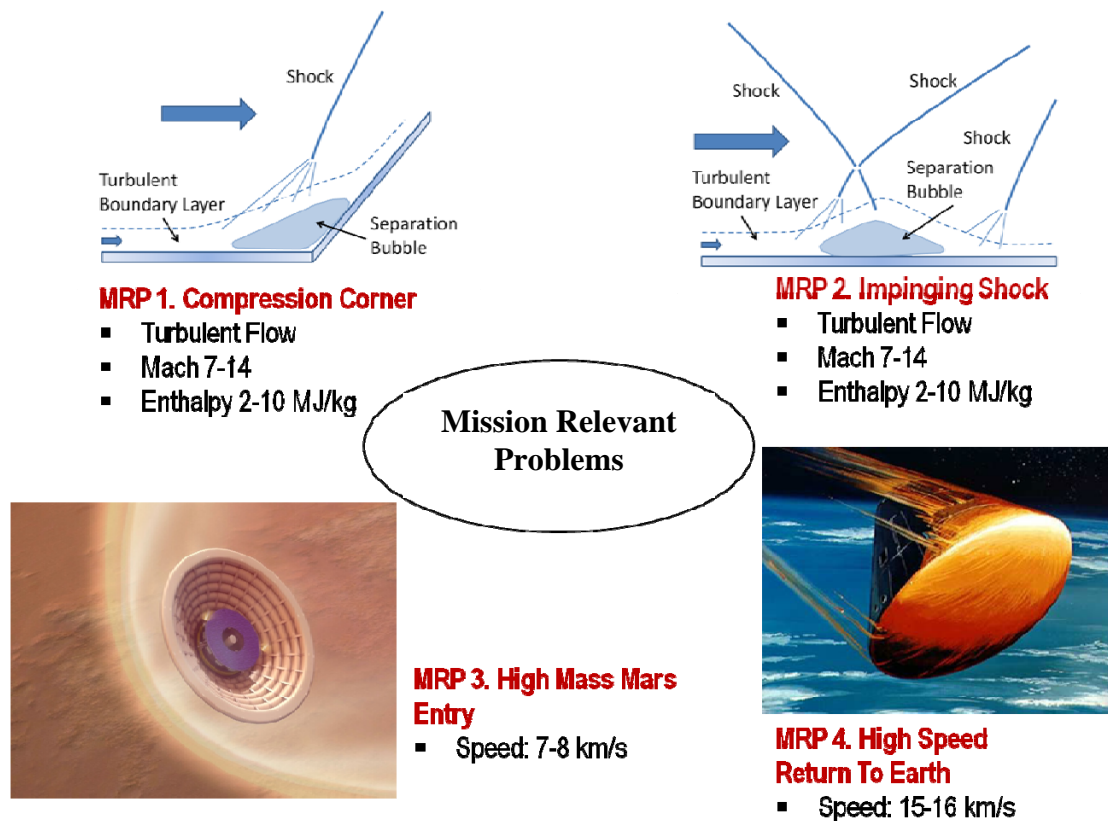 Shock
Turbulent
Boundary Layer
Separation
Bubble
MRP 1. Compression Corner
▪ Turbulent Flow
▪ Mach 7-14
▪ Enthalpy 2-10 MJ/kg
Shock
Shock
Shock
Turbulent
Boundary Layer
Separation
Bubble
MRP 2. Impinging Shock
▪ Turbulent Flow
▪ Mach 7-14
▪ Enthalpy 2-10 MJ/kg
Mission Relevant
Problems
MRP 3. High Mass Mars
Entry
▪ Speed: 7-8 km/s
MRP 4. High Speed
Return To Earth
▪ Speed: 15-16 km/s